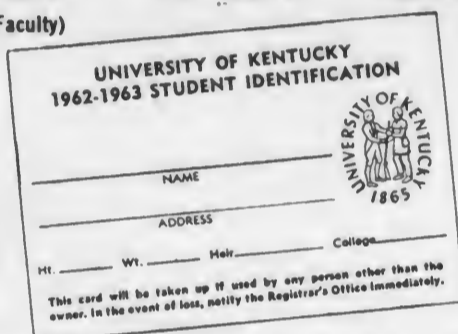 Faculty)
UNIVERSITY OF KENTUCKY
1962-1963 STUDENT IDENTIFICATION
UNIVERSITY OF KENTUCKY
1865
NAME
ADDRESS
Ht. Wt. Hair College
This card will be taken up if used by any person other than the
owner. In the event of loss, notify the Registrar's Office immediately.